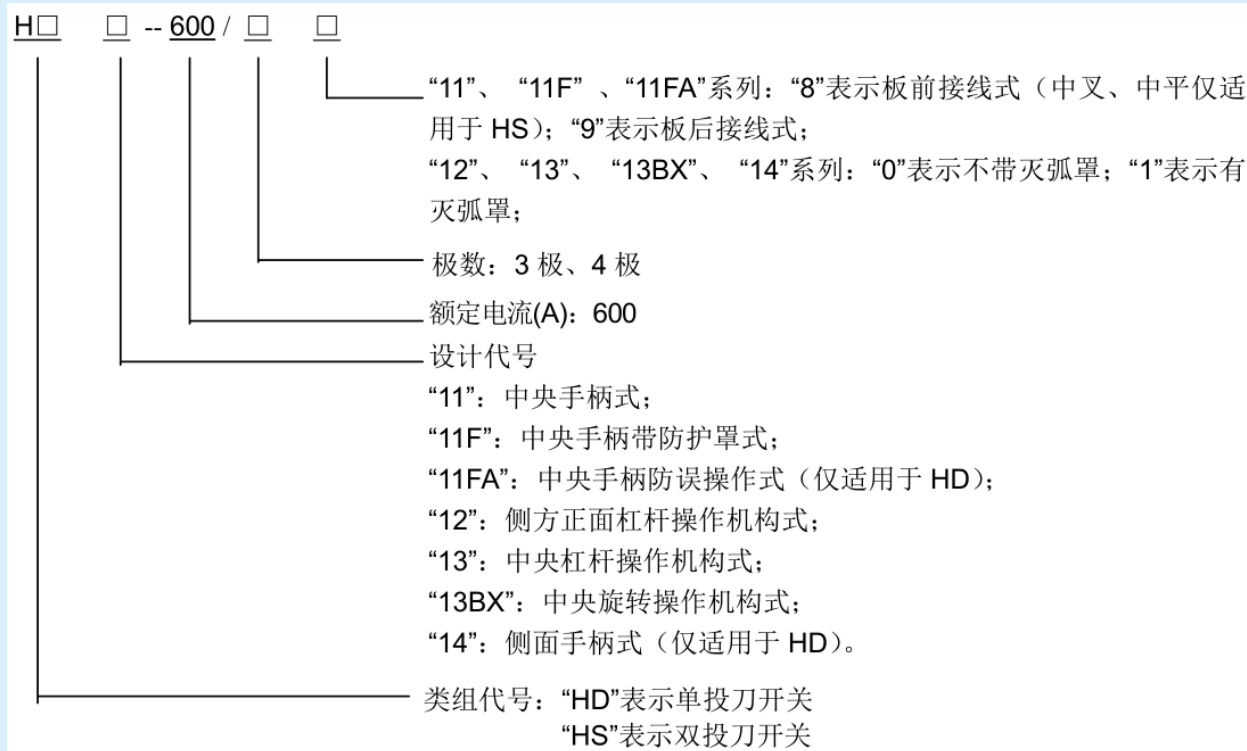 H□ □ -- 600 / □ □
“11”、 “11F” 、“11FA”系列：“8”表示板前接线式（中叉、中平仅适
用于 HS）；“9”表示板后接线式；
“12”、 “13”、 “13BX”、 “14”系列：“0”表示不带灭弧罩；“1”表示有
灭弧罩；
极数：3 极、4 极
额定电流(A)：600
设计代号
“11”：中央手柄式；
“11F”：中央手柄带防护罩式；
“11FA”：中央手柄防误操作式（仅适用于 HD）；
“12”：侧方正面杠杆操作机构式；
“13”：中央杠杆操作机构式；
“13BX”：中央旋转操作机构式；
“14”：侧面手柄式（仅适用于 HD）。
类组代号：“HD”表示单投刀开关
“HS”表示双投刀开关